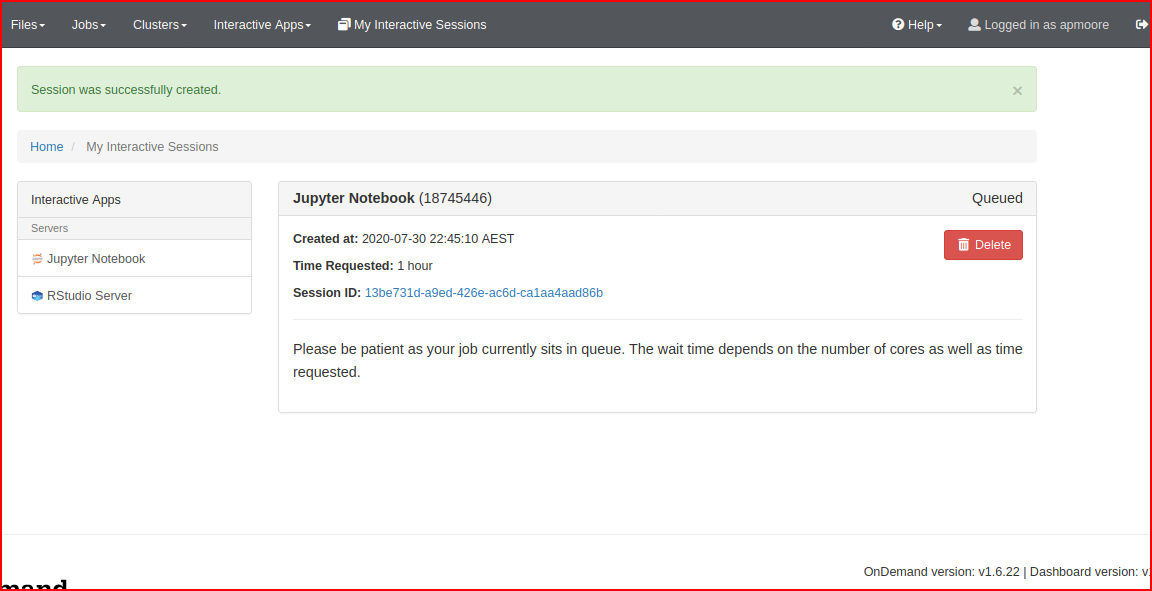 Files Jobs Clusters Interactive Apps My Interactive Sessions Help Logged in as apmoore
Session was successfully created. ×
Home / My Interactive Sessions
Interactive Apps
Servers
Jupyter Notebook
RStudio Server
Jupyter Notebook (18745446) Queued
Created at: 2020-07-30 22:45:10 AEST
Delete
Time Requested: 1 hour
Session ID: 13be731d-a9ed-426e-ac6d-ca1aa4aad86b
Please be patient as your job currently sits in queue. The wait time depends on the number of cores as well as time
requested.
OnDemand version: v1.6.22 | Dashboard version: